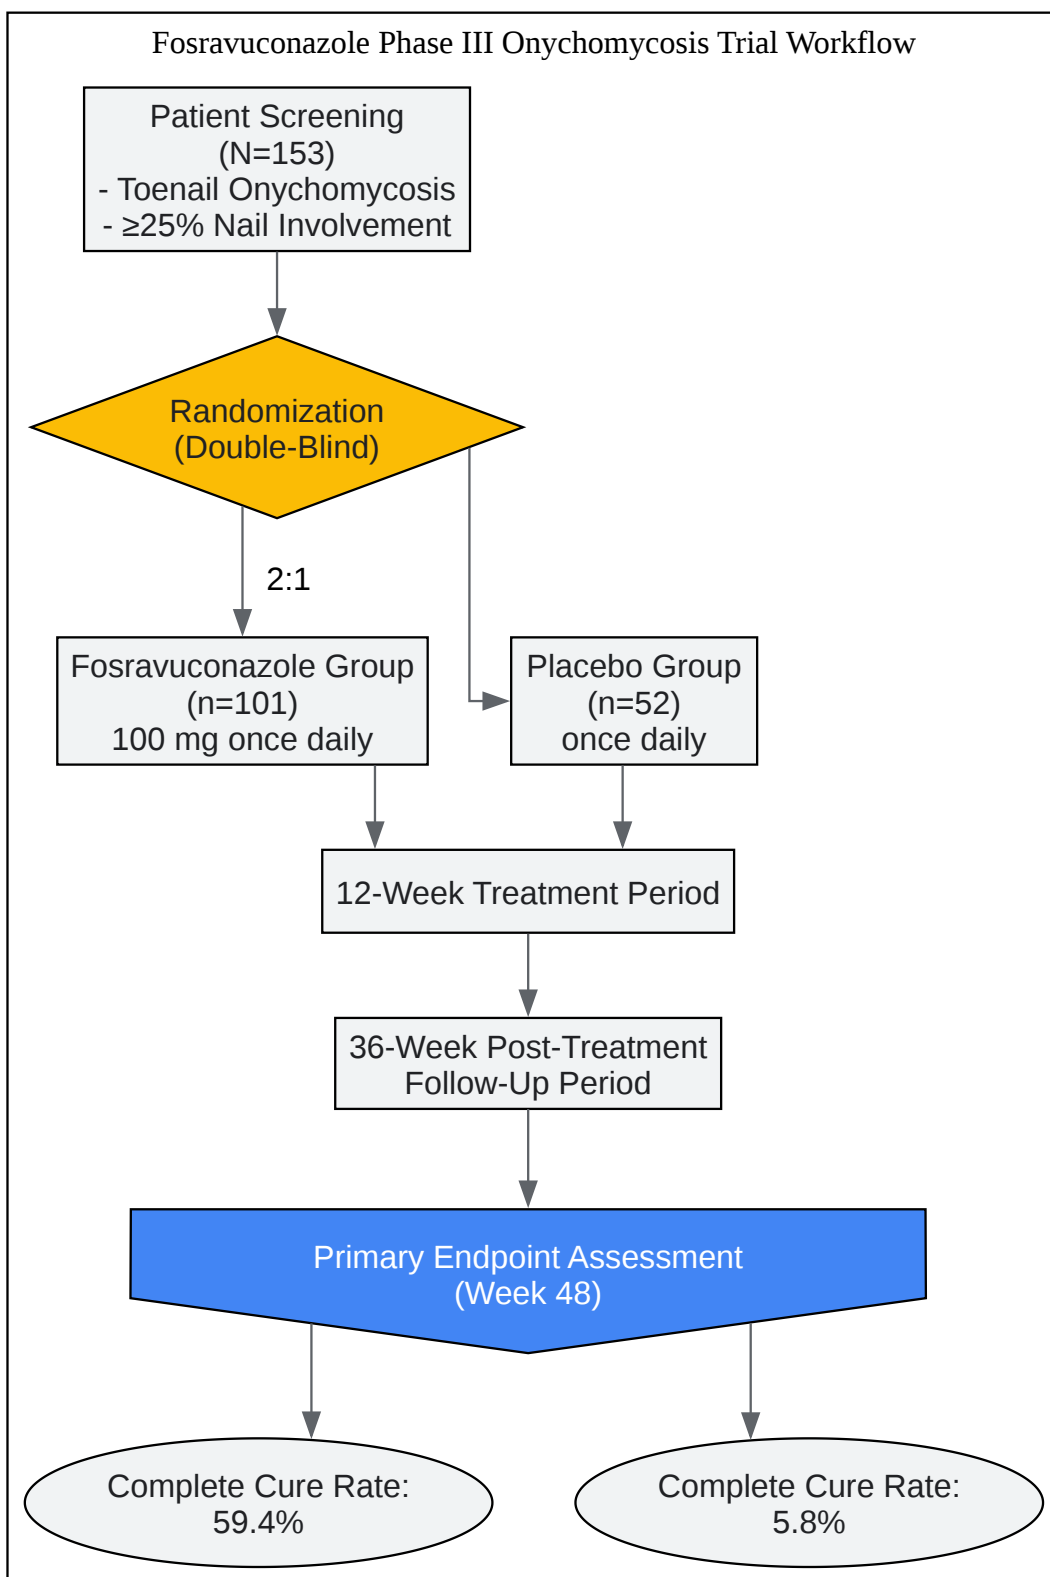 Fosravuconazole Phase III Onychomycosis Trial Workflow
Patient Screening
(N=153)
- Toenail Onychomycosis
- ≥25% Nail Involvement
Randomization
(Double-Blind)
2:1
Fosravuconazole Group
(n=101)
100 mg once daily
Placebo Group
(n=52)
once daily
12-Week Treatment Period
36-Week Post-Treatment
Follow-Up Period
Primary Endpoint Assessment
(Week 48)
Complete Cure Rate:
59.4%
Complete Cure Rate:
5.8%